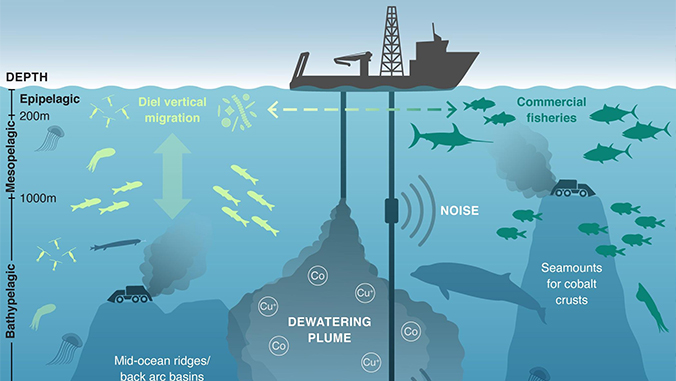 DEPTH
Epipelagic
200m
Mesopelagic
1000m
Bathypelagic
Diel vertical
migration
Commercial
fisheries
NOISE
Seamounts
for cobalt
crusts
Co
Cu+
Cu+
DEWATERING
PLUME
Co
Co
Cu+
Mid-ocean ridges/
back arc basins